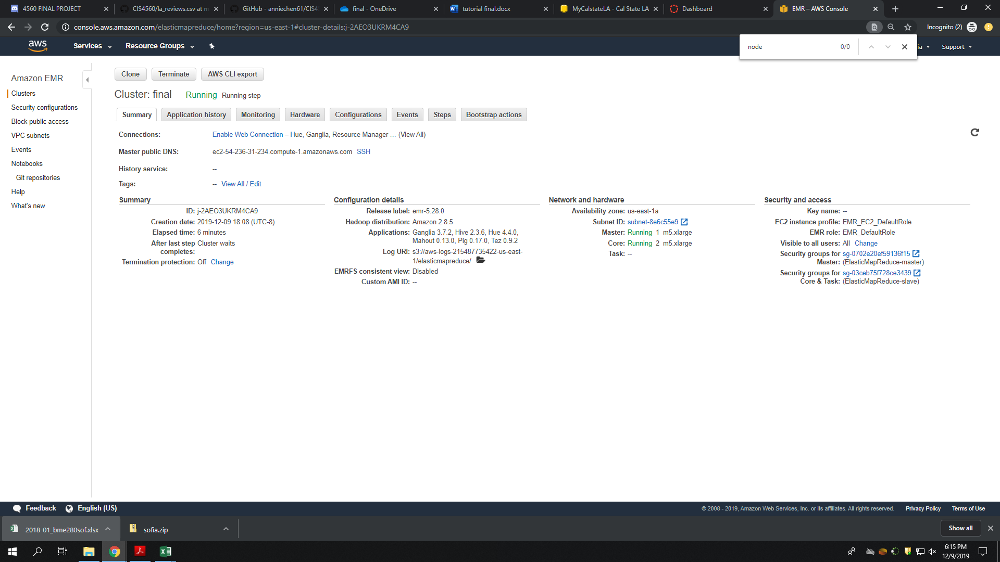 4560 FINAL PROJECT
CIS4560/la_reviews.csv at m
GitHub - anniechen61/CIS4
final - OneDrive
tutorial final.docx
MyCalstateLA - Cal State LA
Dashboard
EMR – AWS Console
console.aws.amazon.com/elasticmapreduce/home?region=us-east-1#cluster-details:j-2AEO3UKRM4CA9
Incognito (2)
aws
Services
Resource Groups
node
0/0
ia
Support
Amazon EMR
Clusters
Security configurations
Block public access
VPC subnets
Events
Notebooks
Git repositories
Help
What's new
Clone
Terminate
AWS CLI export
Cluster: final
Running
Running step
Summary
Application history
Monitoring
Hardware
Configurations
Events
Steps
Bootstrap actions
Connections: Enable Web Connection – Hue, Ganglia, Resource Manager ... (View All)
Master public DNS: ec2-54-236-31-234.compute-1.amazonaws.com SSH
History service: --
Tags: -- View All / Edit
Summary
ID: j-2AEO3UKRM4CA9
Creation date: 2019-12-09 18:08 (UTC-8)
Elapsed time: 6 minutes
After last step completes: Cluster waits
Termination protection: Off Change
Configuration details
Release label: emr-5.28.0
Hadoop distribution: Amazon 2.8.5
Applications: Ganglia 3.7.2, Hive 2.3.6, Hue 4.4.0,
Mahout 0.13.0, Pig 0.17.0, Tez 0.9.2
Log URI: s3://aws-logs-215487735422-us-east-
1/elasticmapreduce/
EMRFS consistent view: Disabled
Custom AMI ID: --
Network and hardware
Availability zone: us-east-1a
Subnet ID: subnet-8e6c55e9
Master: Running 1 m5.xlarge
Core: Running 2 m5.xlarge
Task: --
Security and access
Key name: --
EC2 instance profile: EMR_EC2_DefaultRole
EMR role: EMR_DefaultRole
Visible to all users: All Change
Security groups for sg-0702e20ef59136f15
Master: (ElasticMapReduce-master)
Security groups for sg-03ceb75f728ce3439
Core & Task: (ElasticMapReduce-slave)
Feedback
English (US)
© 2008 - 2019, Amazon Web Services, Inc. or its affiliates. All rights reserved.
Privacy Policy
Terms of Use
2018-01_bme280sof.xlsx
sofia.zip
Show all
6:15 PM
12/9/2019